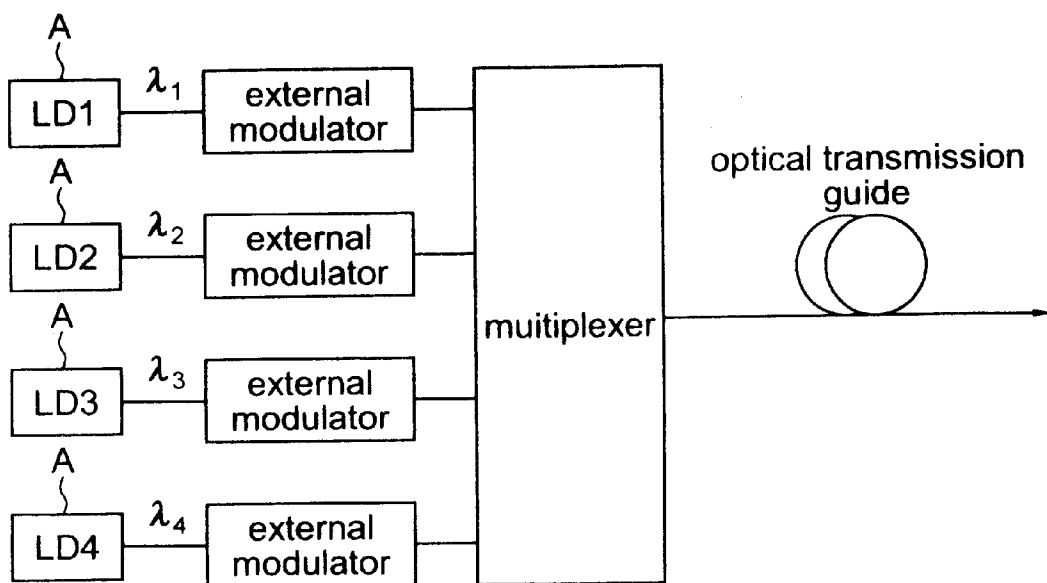 A
LD1
λ1
external
modulator
A
LD2
λ2
external
modulator
A
LD3
λ3
external
modulator
A
LD4
λ4
external
modulator
muitiplexer
optical transmission
guide